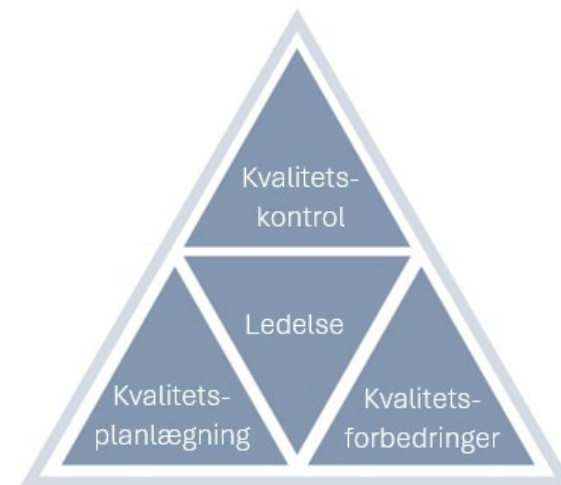 Kvalitets-
kontrol
Ledelse
Kvalitets-
planlægning
Kvalitets-
forbedringer